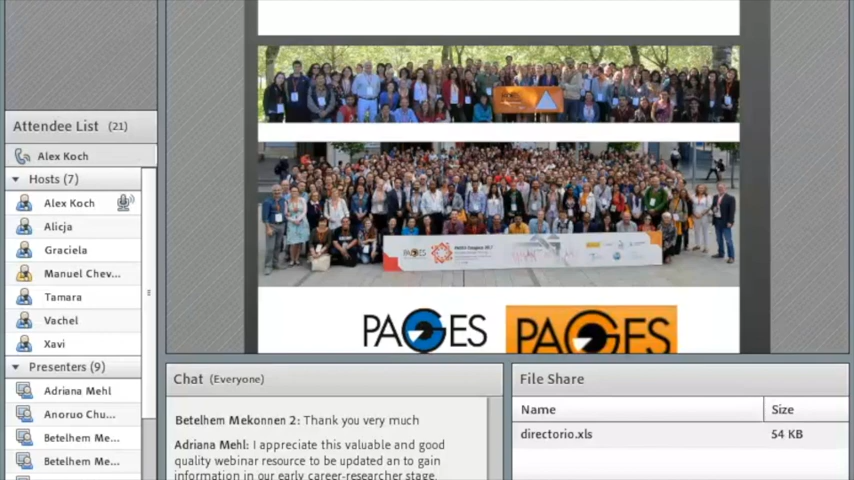 Attendee List (21)
Alex Koch
Hosts (7)
Alex Koch
Alicja
Graciela
Manuel Chev...
Tamara
Vachel
Xavi
Presenters (9)
Adriana Mehl
Anoruo Chu...
Betelhem Me...
Betelhem Me...
PAGES
PAGES
Chat (Everyone)
Betelhem Mekonnen 2: Thank you very much
Adriana Mehl: I appreciate this valuable and good
quality webinar resource to be updated an to gain
information in our early career-researcher stage.
File Share
Name Size
directorio.xls 54 KB